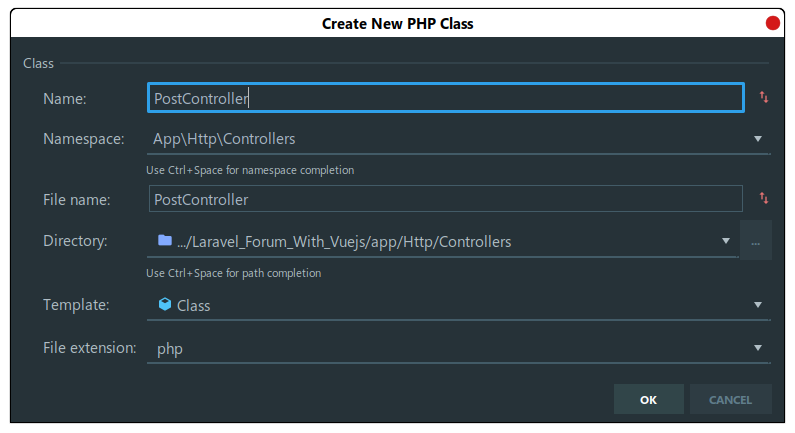 Create New PHP Class
Class
Name: PostController
Namespace: App\Http\Controllers
Use Ctrl+Space for namespace completion
File name: PostController
Directory: .../Laravel_Forum_With_Vuejs/app/Http/Controllers ...
Use Ctrl+Space for path completion
Template: Class
File extension: php
OK CANCEL